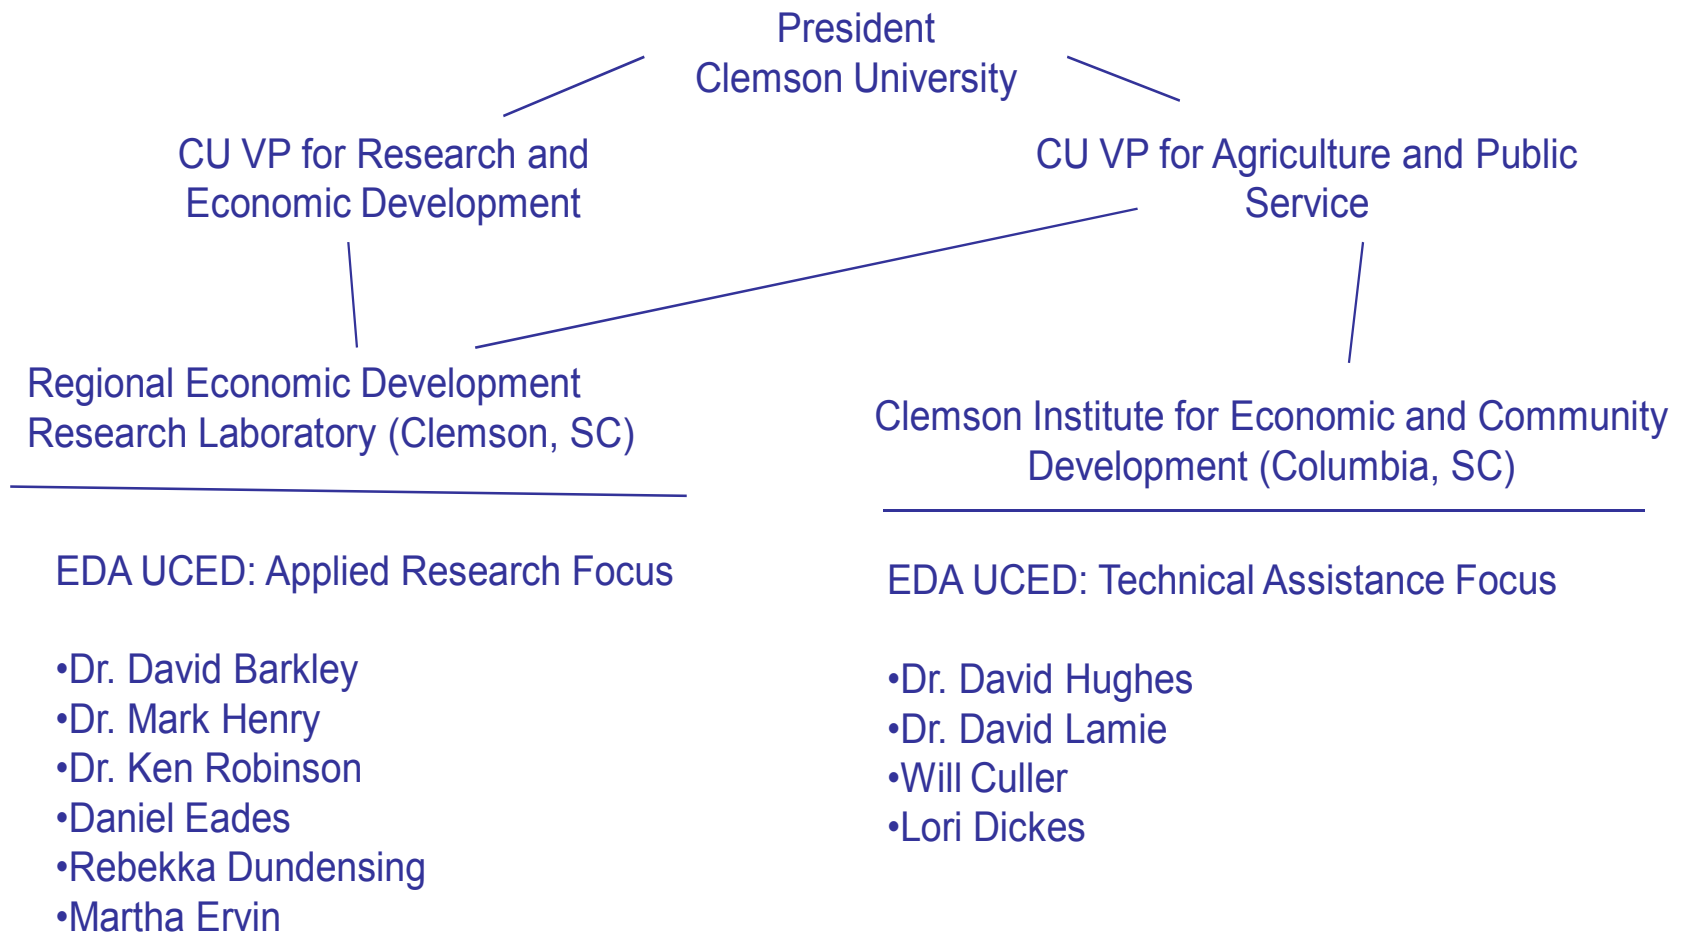 President
Clemson University
CU VP for Research and
Economic Development
CU VP for Agriculture and Public
Service
Regional Economic Development
Research Laboratory (Clemson, SC)
Clemson Institute for Economic and Community
Development (Columbia, SC)
EDA UCED: Applied Research Focus
•Dr. David Barkley
•Dr. Mark Henry
•Dr. Ken Robinson
•Daniel Eades
•Rebekka Dundensing
•Martha Ervin
EDA UCED: Technical Assistance Focus
•Dr. David Hughes
•Dr. David Lamie
•Will Culler
•Lori Dickes